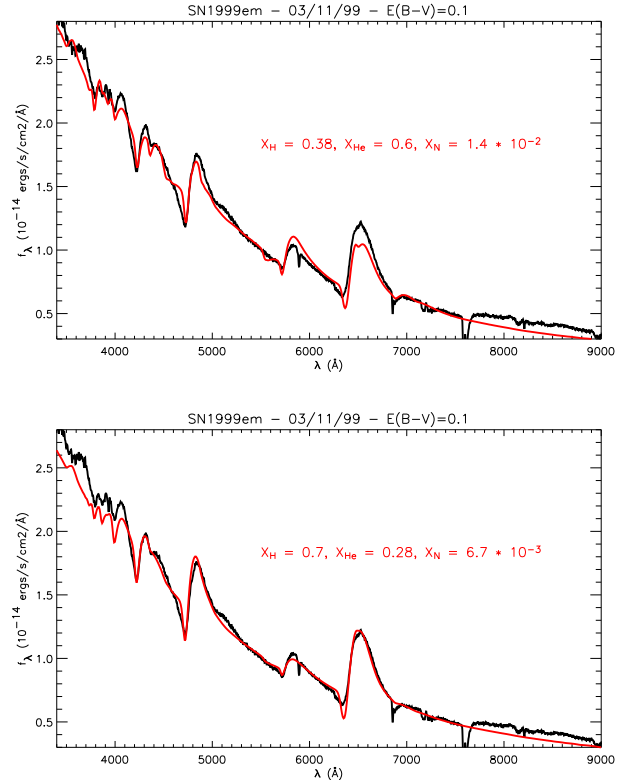 SN1999em - 03/11/99 - E(B-V)=0.1
2.5
2.0
1.5
1.0
0.5
f_λ (10^-14 ergs/s/cm2/Å)
X_H = 0.38, X_He = 0.6, X_N = 1.4 * 10^-2
4000 5000 6000 7000 8000 9000
λ (Å)
SN1999em - 03/11/99 - E(B-V)=0.1
2.5
2.0
1.5
1.0
0.5
f_λ (10^-14 ergs/s/cm2/Å)
X_H = 0.7, X_He = 0.28, X_N = 6.7 * 10^-3
4000 5000 6000 7000 8000 9000
λ (Å)